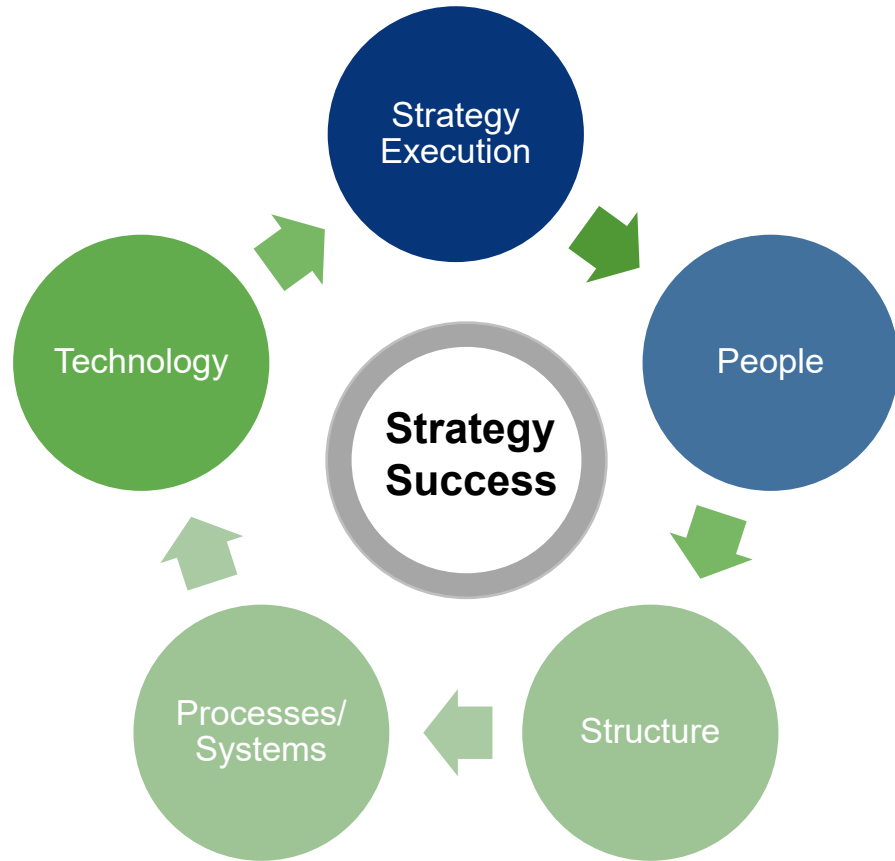 Strategy
Execution
People
Structure
Processes/
Systems
Technology
Strategy
Success